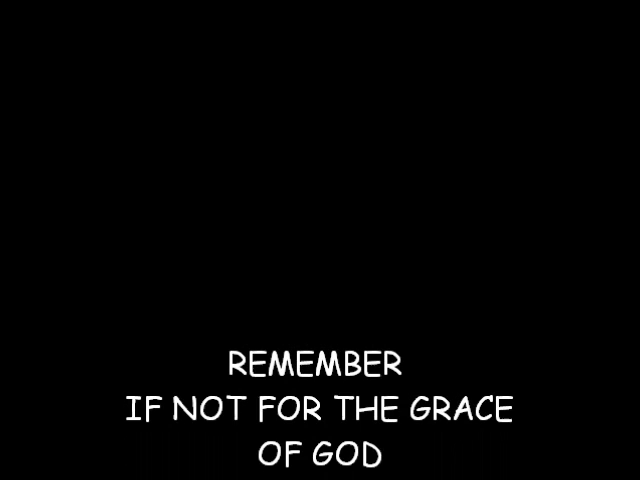 REMEMBER
IF NOT FOR THE GRACE
OF GOD